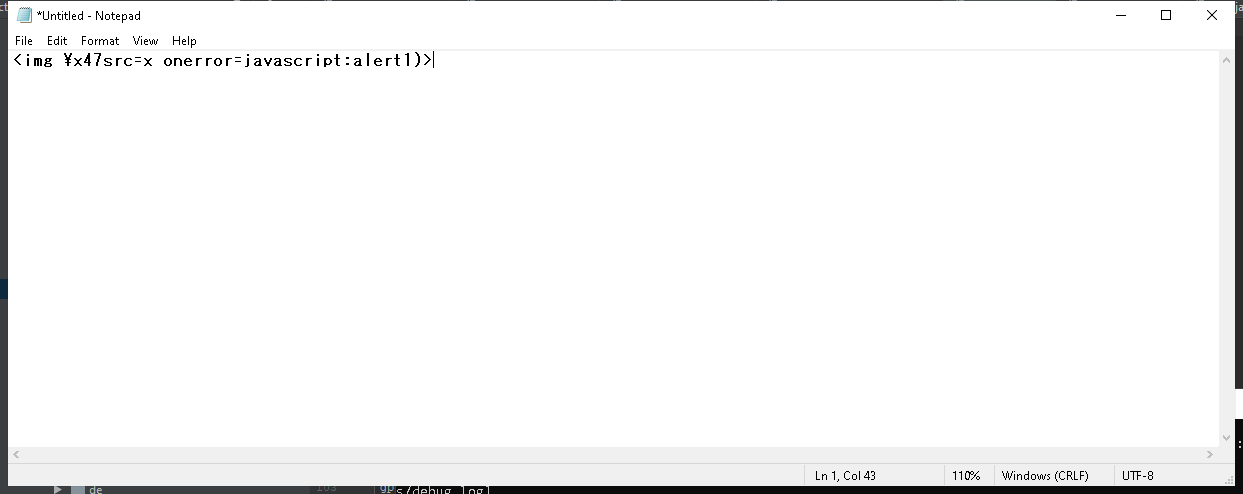 *Untitled - Notepad
File Edit Format View Help
<img ¥x47src=x onerror=javascript:alert1)>
Ln 1, Col 43 110% Windows (CRLF) UTF-8
de 103 s/debug.log]